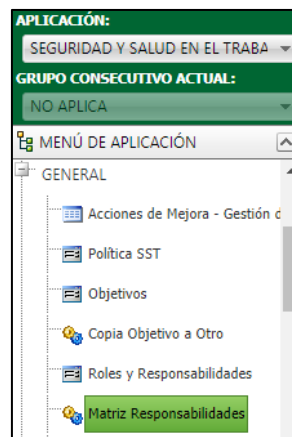 APLICACIÓN:
SEGURIDAD Y SALUD EN EL TRABA
GRUPO CONSECUTIVO ACTUAL:
NO APLICA
MENÚ DE APLICACIÓN
GENERAL
Acciones de Mejora - Gestión d
Política SST
Objetivos
Copia Objetivo a Otro
Roles y Responsabilidades
Matriz Responsabilidades